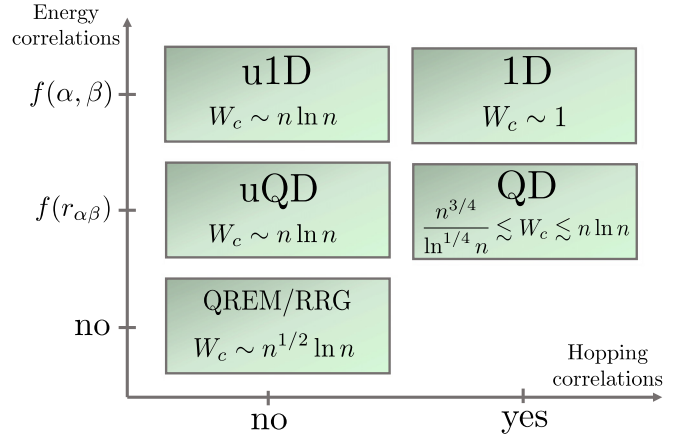 Energy
correlations
f(α, β)
u1D
W_c ∼ n ln n
1D
W_c ∼ 1
f(r_{αβ})
uQD
W_c ∼ n ln n
QD
n^{3/4} / ln^{1/4} n ≲ W_c ≲ n ln n
no
QREM/RRG
W_c ∼ n^{1/2} ln n
Hopping
correlations
no
yes